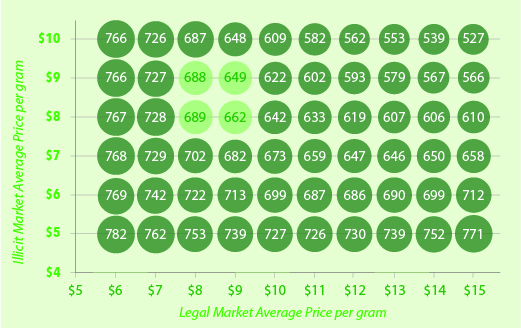 Illicit Market Average Price per gram
$10 766 726 687 648 609 582 562 553 539 527
$9 766 727 688 649 622 602 593 579 567 566
$8 767 728 689 662 642 633 619 607 606 610
$7 768 729 702 682 673 659 647 646 650 658
$6 769 742 722 713 699 687 686 690 699 712
$5 782 762 753 739 727 726 730 739 752 771
$4
$5 $6 $7 $8 $9 $10 $11 $12 $13 $14 $15
Legal Market Average Price per gram